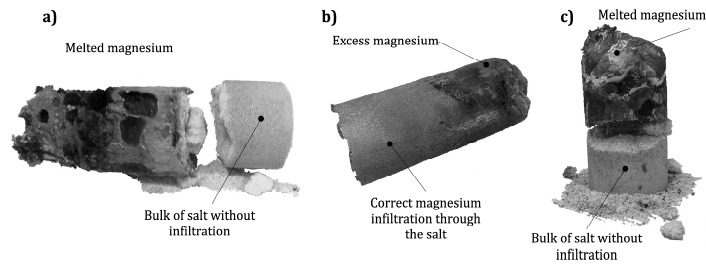 a)
Melted magnesium
Bulk of salt without
infiltration
b)
Excess magnesium
Correct magnesium
infiltration through
the salt
c)
Melted magnesium
Bulk of salt without
infiltration